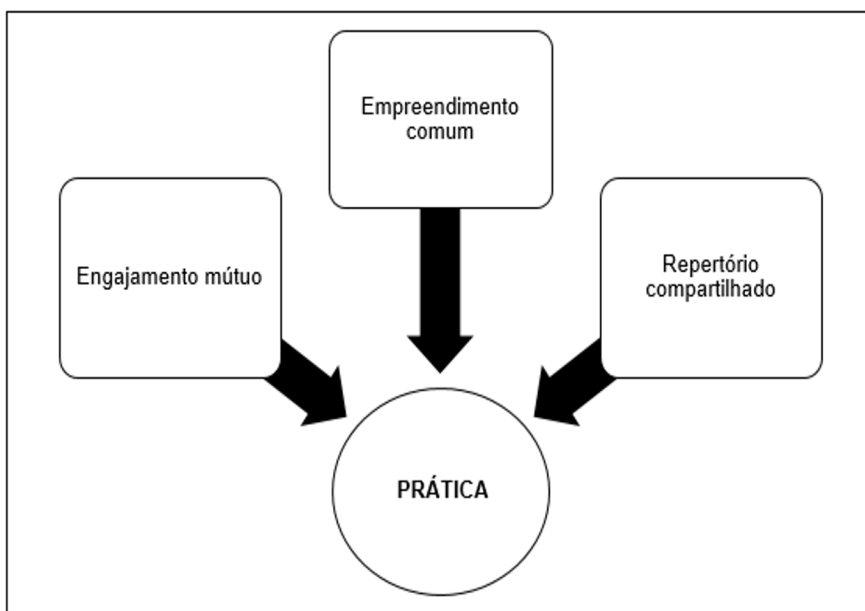 Empreendimento
comum
Engajamento mútuo
Repertório
compartilhado
PRÁTICA